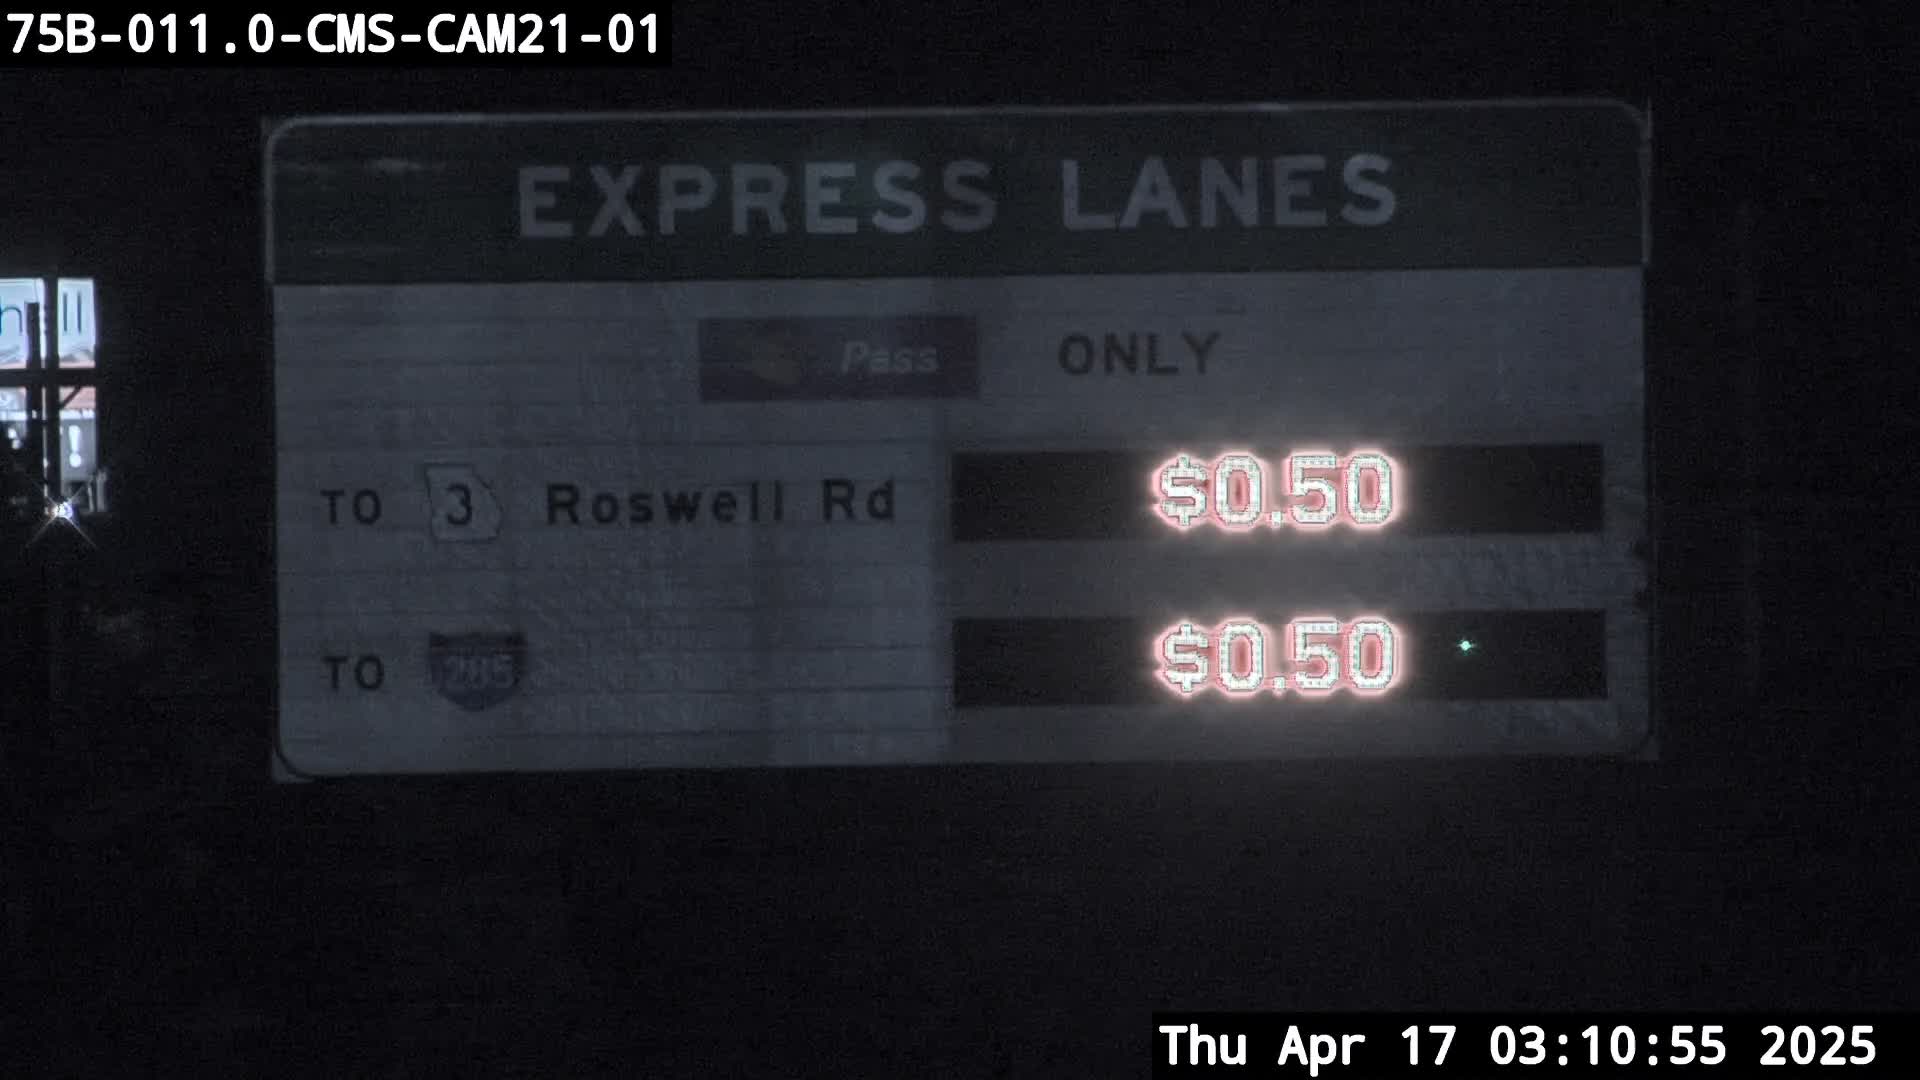 75B-011.0-CMS-CAM21-01
EXPRESS LANES
Pass ONLY
TO 3 Roswell Rd $0.50
TO 285 $0.50
Thu Apr 17 03:10:55 2025